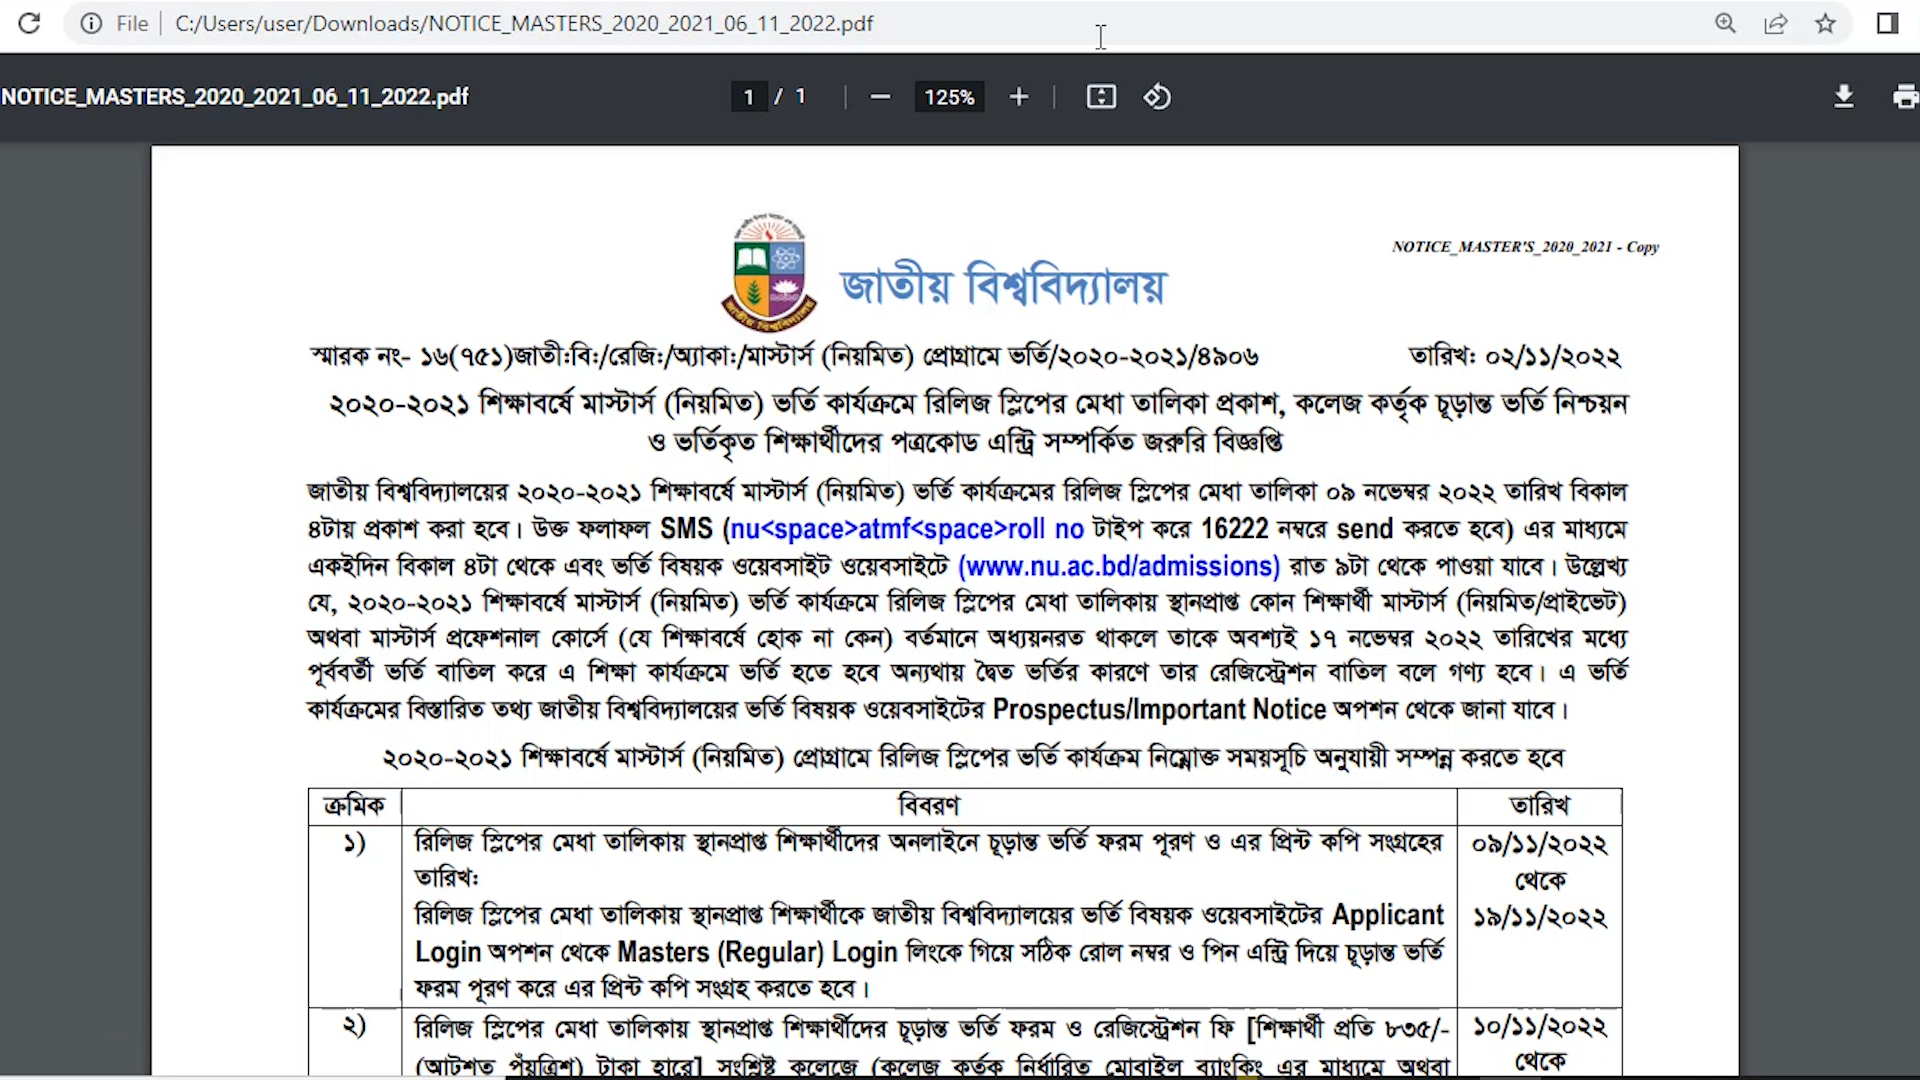 File C:/Users/user/Downloads/NOTICE_MASTERS_2020_2021_06_11_2022.pdf
NOTICE_MASTERS_2020_2021_06_11_2022.pdf 1 / 1 125%
NOTICE_MASTER'S_2020_2021 - Copy
জাতীয় বিশ্ববিদ্যালয়
স্মারক নং- ১৬(৭৫১)জাতী:বি:/রেজি:/অ্যাকা:/মাস্টার্স (নিয়মিত) প্রোগ্রামে ভর্তি/২০২০-২০২১/৪৯০৬ তারিখ: ০২/১১/২০২২
২০২০-২০২১ শিক্ষাবর্ষে মাস্টার্স (নিয়মিত) ভর্তি কার্যক্রমে রিলিজ স্লিপের মেধা তালিকা প্রকাশ, কলেজ কর্তৃক চূড়ান্ত ভর্তি নিশ্চয়ন
ও ভর্তিকৃত শিক্ষার্থীদের পত্রকোড এন্ট্রি সম্পর্কিত জরুরি বিজ্ঞপ্তি
জাতীয় বিশ্ববিদ্যালয়ের ২০২০-২০২১ শিক্ষাবর্ষে মাস্টার্স (নিয়মিত) ভর্তি কার্যক্রমের রিলিজ স্লিপের মেধা তালিকা ০৯ নভেম্বর ২০২২ তারিখ বিকাল
৪টায় প্রকাশ করা হবে। উক্ত ফলাফল SMS (nu<space>atmf<space>roll no টাইপ করে 16222 নম্বরে send করতে হবে) এর মাধ্যমে
একইদিন বিকাল ৪টা থেকে এবং ভর্তি বিষয়ক ওয়েবসাইট ওয়েবসাইটে (www.nu.ac.bd/admissions) রাত ৯টা থেকে পাওয়া যাবে। উল্লেখ্য
যে, ২০২০-২০২১ শিক্ষাবর্ষে মাস্টার্স (নিয়মিত) ভর্তি কার্যক্রমে রিলিজ স্লিপের মেধা তালিকায় স্থানপ্রাপ্ত কোন শিক্ষার্থী মাস্টার্স (নিয়মিত/প্রাইভেট)
অথবা মাস্টার্স প্রফেশনাল কোর্সে (যে শিক্ষাবর্ষে হোক না কেন) বর্তমানে অধ্যয়নরত থাকলে তাকে অবশ্যই ১৭ নভেম্বর ২০২২ তারিখের মধ্যে
পূর্ববর্তী ভর্তি বাতিল করে এ শিক্ষা কার্যক্রমে ভর্তি হতে হবে অন্যথায় দ্বৈত ভর্তির কারণে তার রেজিস্ট্রেশন বাতিল বলে গণ্য হবে। এ ভর্তি
কার্যক্রমের বিস্তারিত তথ্য জাতীয় বিশ্ববিদ্যালয়ের ভর্তি বিষয়ক ওয়েবসাইটের Prospectus/Important Notice অপশন থেকে জানা যাবে।
২০২০-২০২১ শিক্ষাবর্ষে মাস্টার্স (নিয়মিত) প্রোগ্রামে রিলিজ স্লিপের ভর্তি কার্যক্রম নিম্নোক্ত সময়সূচি অনুযায়ী সম্পন্ন করতে হবে
ক্রমিক বিবরণ তারিখ
১) রিলিজ স্লিপের মেধা তালিকায় স্থানপ্রাপ্ত শিক্ষার্থীদের অনলাইনে চূড়ান্ত ভর্তি ফরম পূরণ ও এর প্রিন্ট কপি সংগ্রহের ০৯/১১/২০২২
তারিখ: থেকে
রিলিজ স্লিপের মেধা তালিকায় স্থানপ্রাপ্ত শিক্ষার্থীকে জাতীয় বিশ্ববিদ্যালয়ের ভর্তি বিষয়ক ওয়েবসাইটের Applicant ১৯/১১/২০২২
Login অপশন থেকে Masters (Regular) Login লিংকে গিয়ে সঠিক রোল নম্বর ও পিন এন্ট্রি দিয়ে চূড়ান্ত ভর্তি
ফরম পূরণ করে এর প্রিন্ট কপি সংগ্রহ করতে হবে।
২) রিলিজ স্লিপের মেধা তালিকায় স্থানপ্রাপ্ত শিক্ষার্থীদের চূড়ান্ত ভর্তি ফরম ও রেজিস্ট্রেশন ফি [শিক্ষার্থী প্রতি ৮৩৫/- ১০/১১/২০২২
(আটশত পঁয়ত্রিশ) টাকা হারে] সংশ্লিষ্ট কলেজে (কলেজ কর্তৃক নির্ধারিত মোবাইল ব্যাংকিং এর মাধ্যমে অথবা থেকে